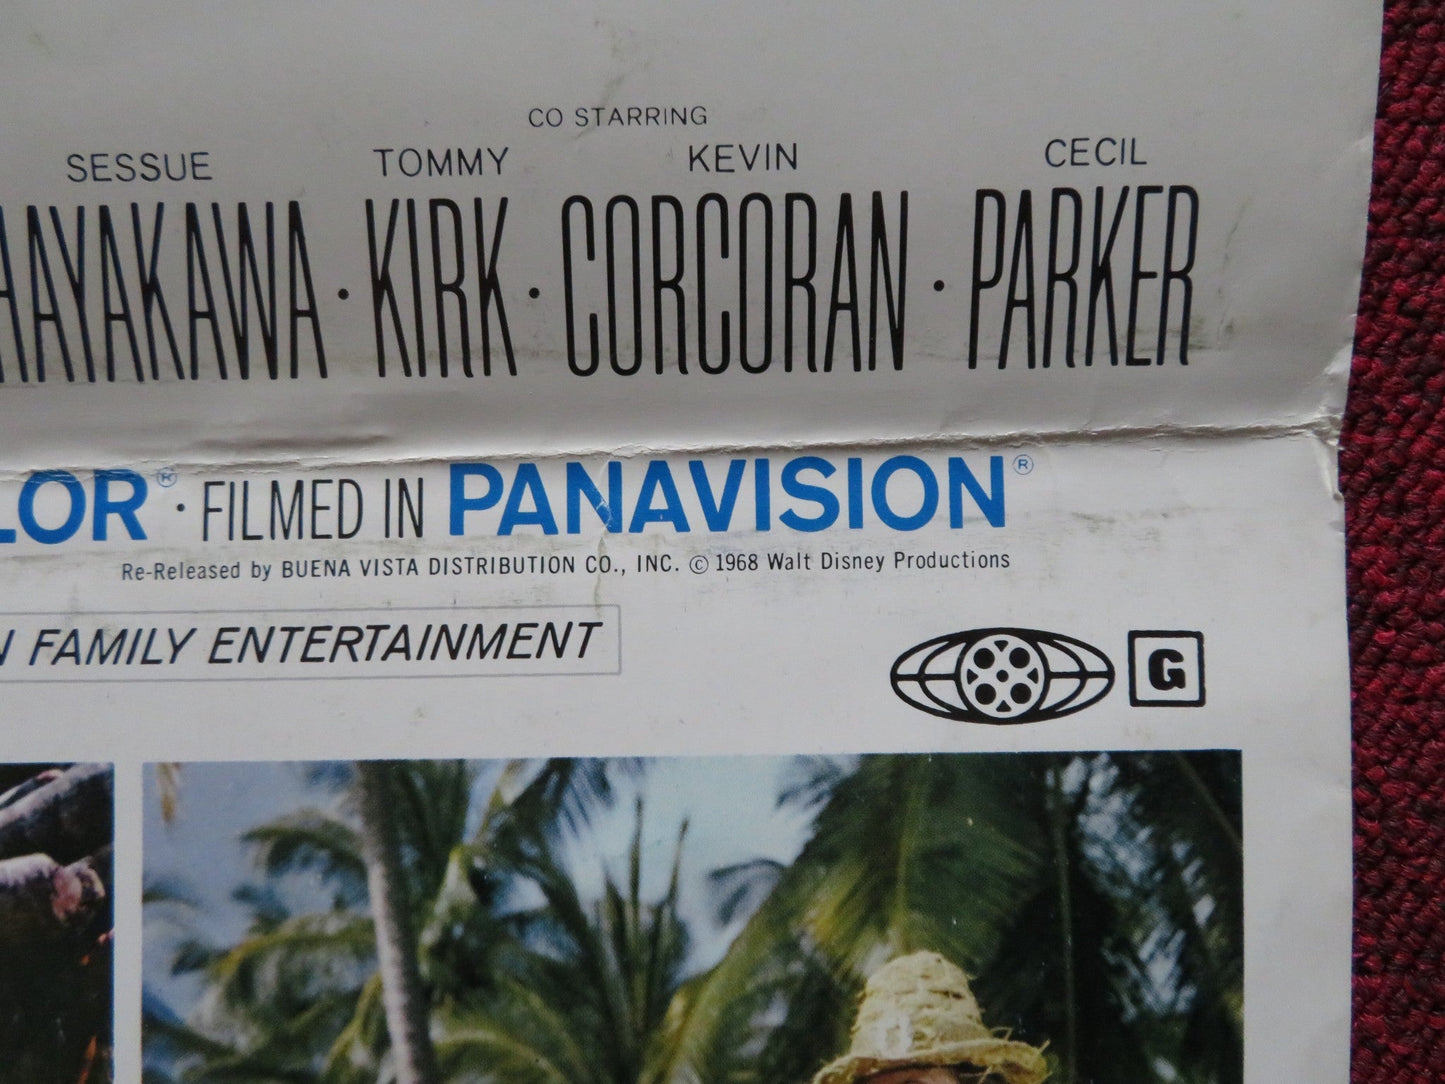 CO STARRING
SESSUE TOMMY KEVIN CECIL
HAYAKAWA · KIRK · CORCORAN · PARKER
LOR® · FILMED IN PANAVISION®
Re-Released by BUENA VISTA DISTRIBUTION CO., INC. © 1968 Walt Disney Productions
N FAMILY ENTERTAINMENT
G